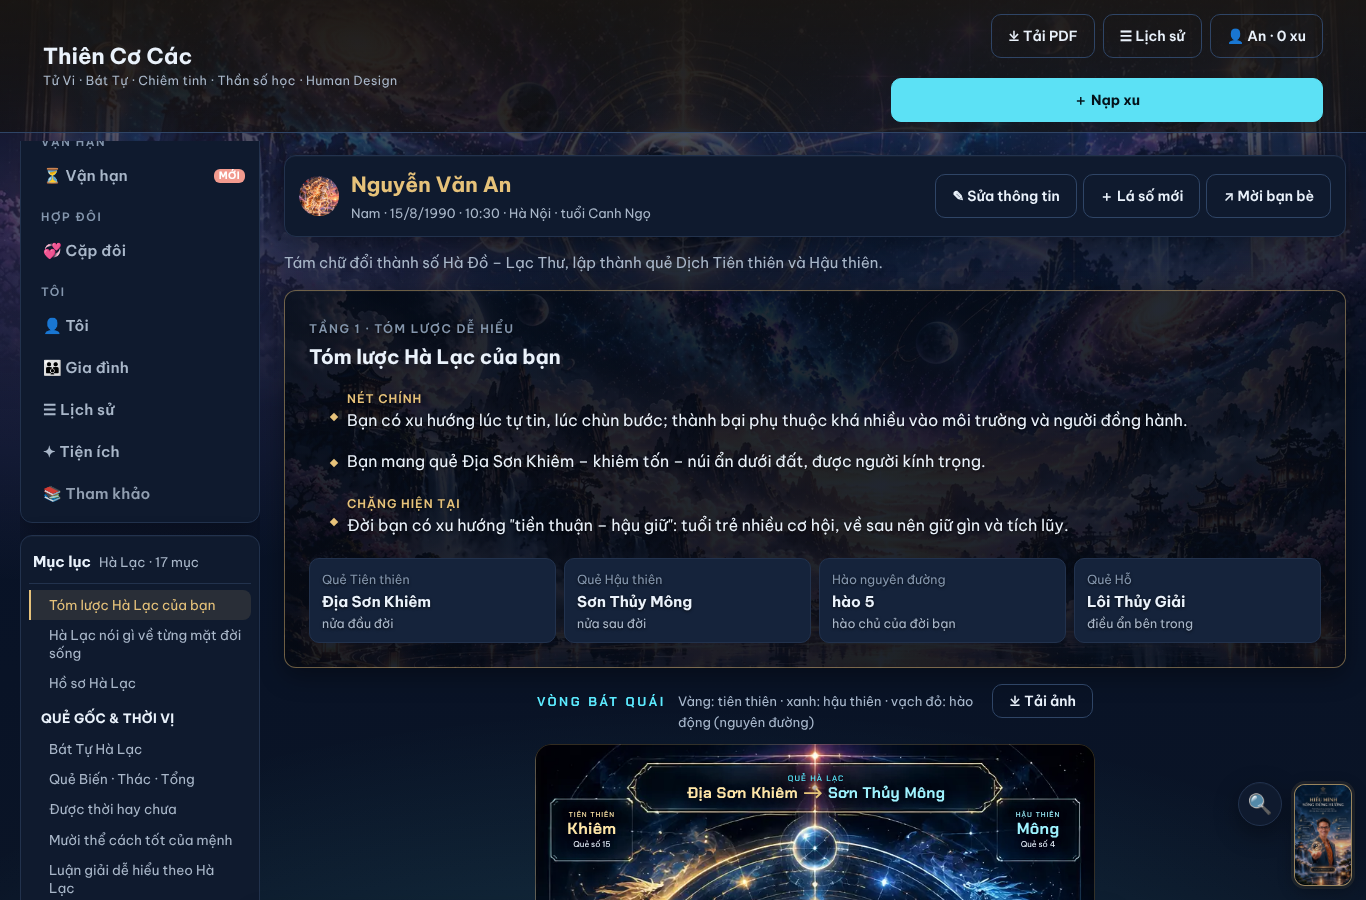 Thiên Cơ Các
Tử Vi · Bát Tự · Chiêm tinh · Thần số học · Human Design
Tải PDF
Lịch sử
An · 0 xu
+ Nạp xu
VẬN HẠN
Vận hạn
MỚI
HỢP ĐÔI
Cặp đôi
TÔI
Tôi
Gia đình
Lịch sử
Tiện ích
Tham khảo
Mục lục Hà Lạc · 17 mục
Tóm lược Hà Lạc của bạn
Hà Lạc nói gì về từng mặt đời
sống
Hồ sơ Hà Lạc
QUẺ GỐC & THỜI VỊ
Bát Tự Hà Lạc
Quẻ Biến · Thác · Tổng
Được thời hay chưa
Mười thể cách tốt của mệnh
Luận giải dễ hiểu theo Hà
Lạc
Nguyễn Văn An
Nam · 15/8/1990 · 10:30 · Hà Nội · tuổi Canh Ngọ
Sửa thông tin
+ Lá số mới
Mời bạn bè
Tám chữ đổi thành số Hà Đồ – Lạc Thư, lập thành quẻ Dịch Tiên thiên và Hậu thiên.
TẦNG 1 · TÓM LƯỢC DỄ HIỂU
Tóm lược Hà Lạc của bạn
NÉT CHÍNH
Bạn có xu hướng lúc tự tin, lúc chùn bước; thành bại phụ thuộc khá nhiều vào môi trường và người đồng hành.
Bạn mang quẻ Địa Sơn Khiêm – khiêm tốn – núi ẩn dưới đất, được người kính trọng.
CHẶNG HIỆN TẠI
Đời bạn có xu hướng "tiền thuận – hậu giữ": tuổi trẻ nhiều cơ hội, về sau nên giữ gìn và tích lũy.
Quẻ Tiên thiên
Địa Sơn Khiêm
nửa đầu đời
Quẻ Hậu thiên
Sơn Thủy Mông
nửa sau đời
Hào nguyên đường
hào 5
hào chủ của đời bạn
Quẻ Hỗ
Lôi Thủy Giải
điều ẩn bên trong
VÒNG BÁT QUÁI
Vàng: tiên thiên · xanh: hậu thiên · vạch đỏ: hào
động (nguyên đường)
Tải ảnh
QUẺ HÀ LẠC
Địa Sơn Khiêm → Sơn Thủy Mông
TIÊN THIÊN
Khiêm
Quẻ số 15
HẬU THIÊN
Mông
Quẻ số 4